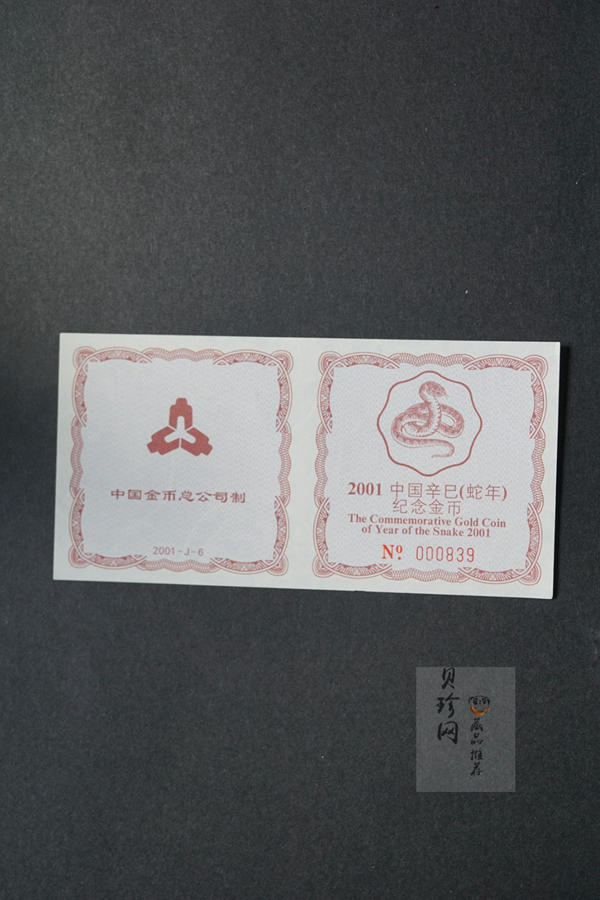 中国金币总公司制
2001-J-6
2001 中国辛巳(蛇年)
纪念金币
The Commemorative Gold Coin
of Year of the Snake 2001
Nº 000839
贝珍网
藏品推荐